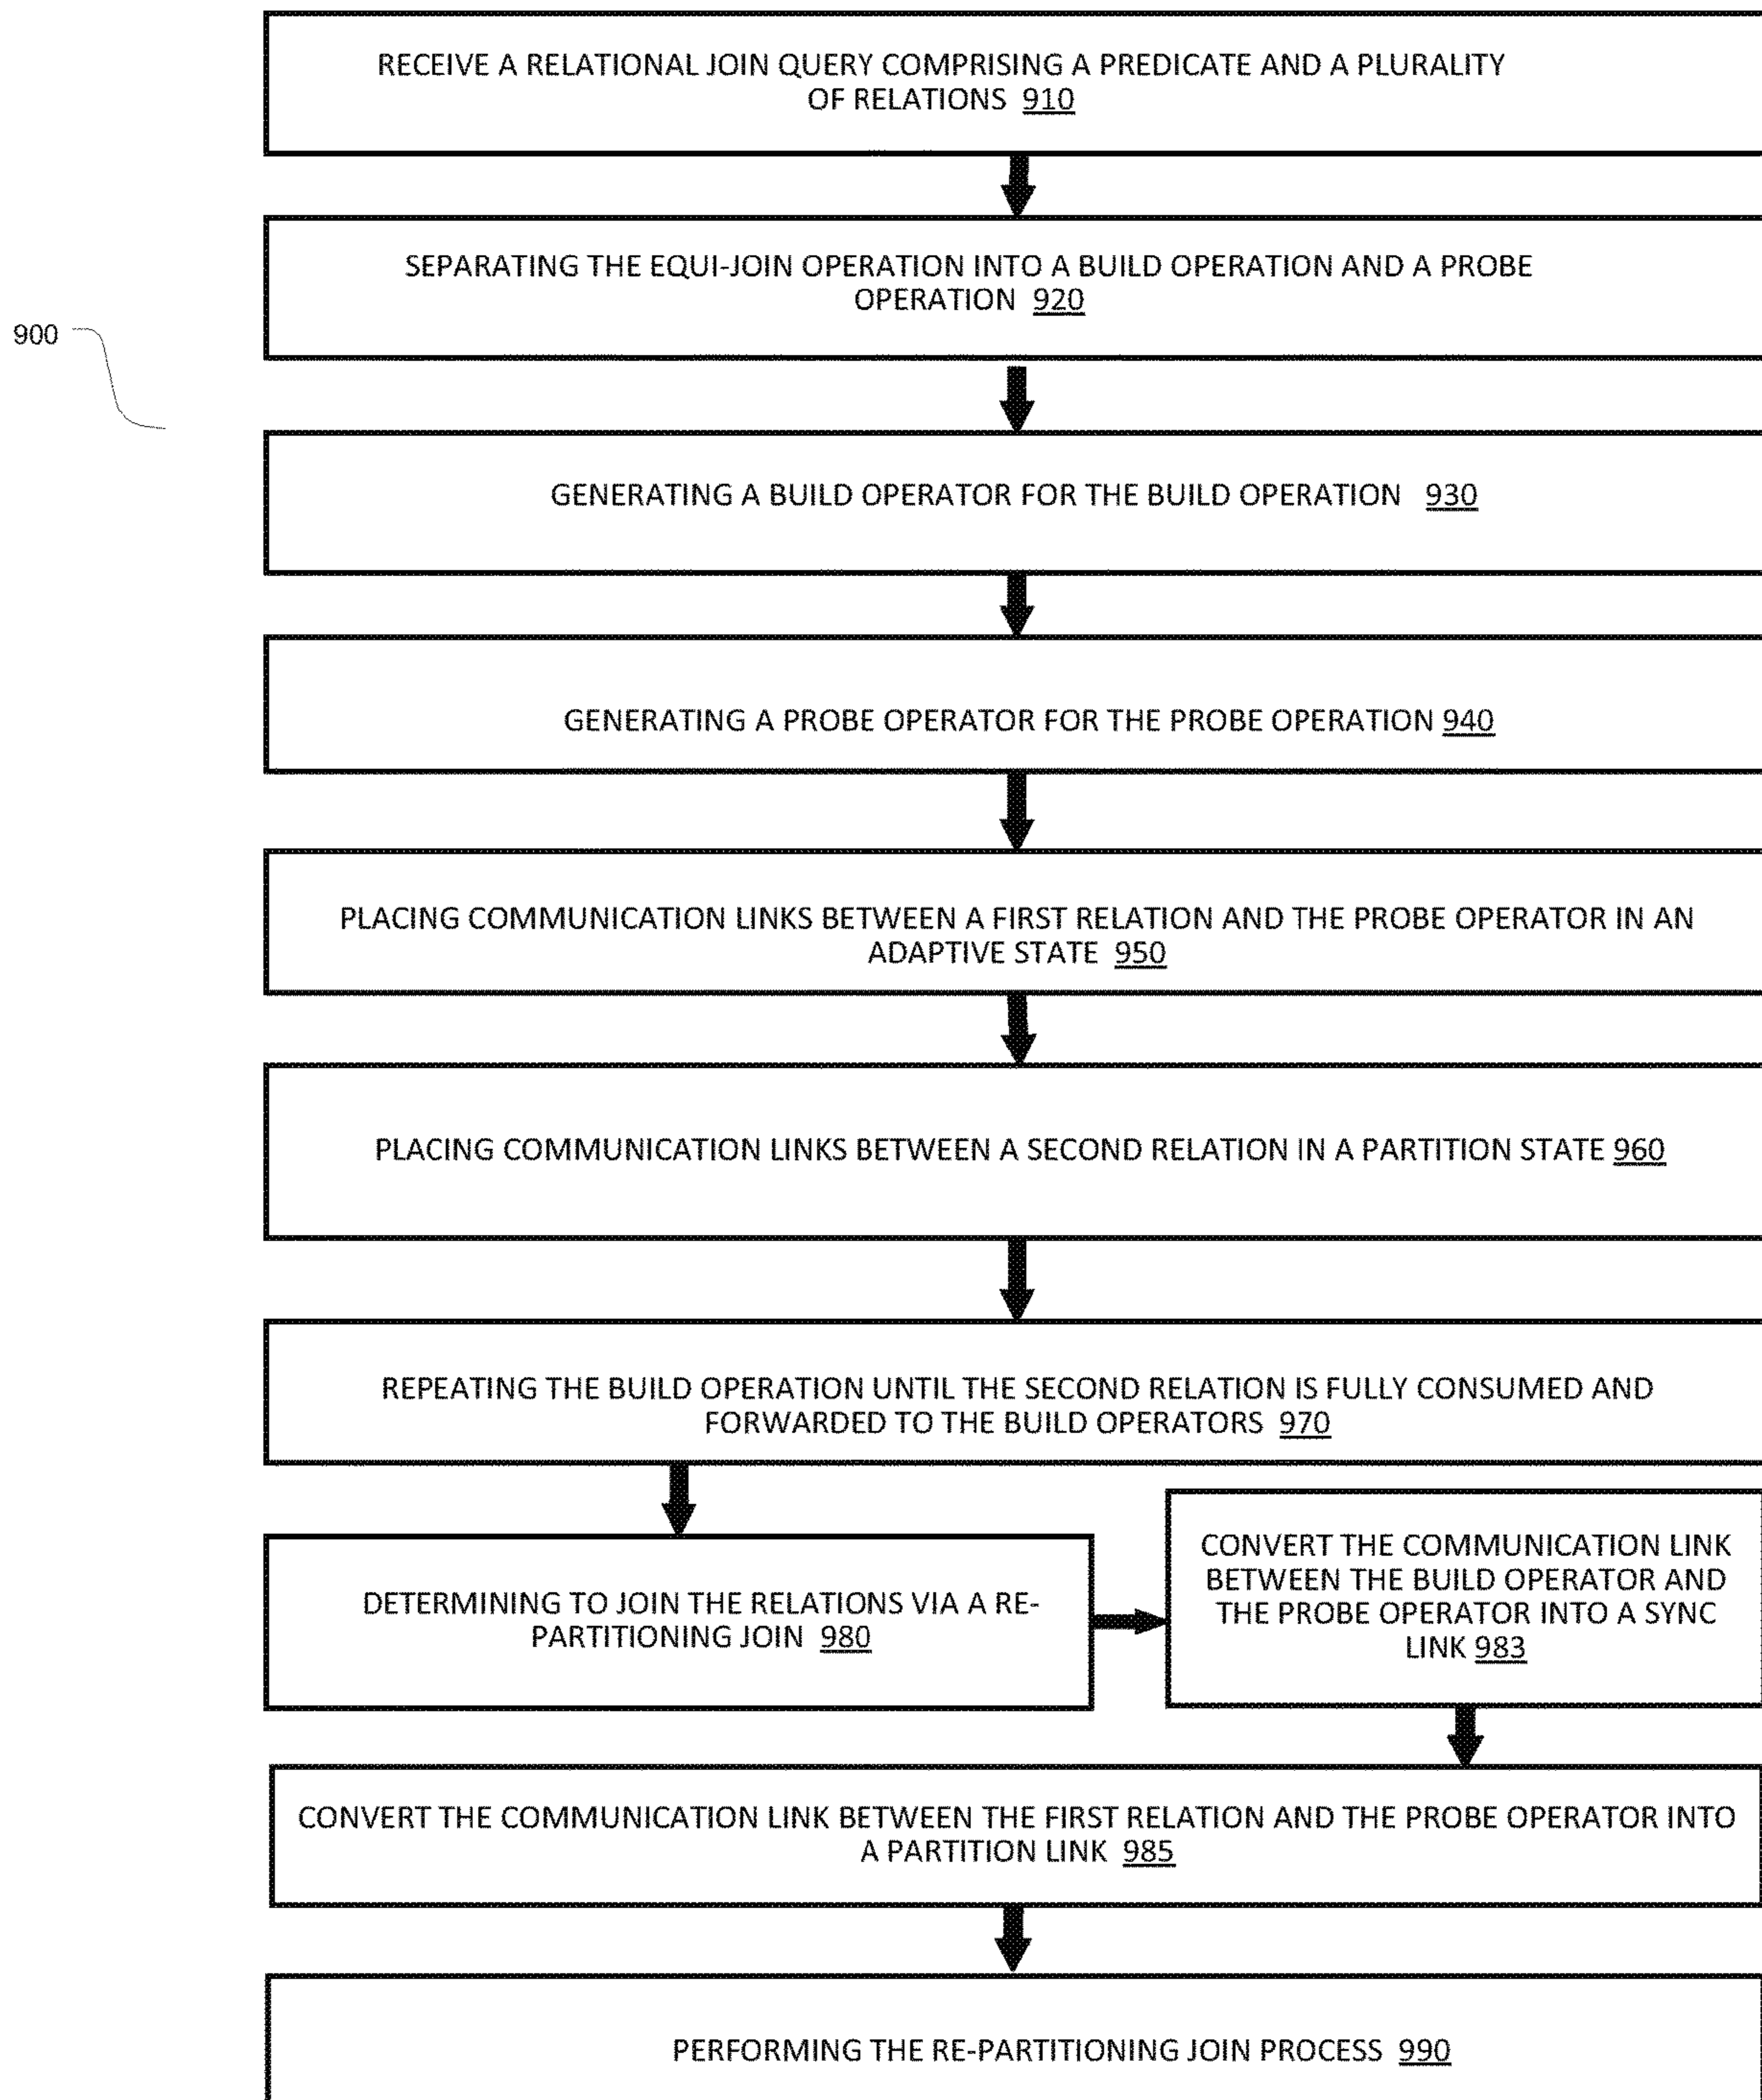 RECEIVE A RELATIONAL JOIN QUERY COMPRISING A PREDICATE AND A PLURALITY
OF RELATIONS 910
SEPARATING THE EQUI-JOIN OPERATION INTO A BUILD OPERATION AND A PROBE
OPERATION 920
900
GENERATING A BUILD OPERATOR FOR THE BUILD OPERATION 930
GENERATING A PROBE OPERATOR FOR THE PROBE OPERATION 940
PLACING COMMUNICATION LINKS BETWEEN A FIRST RELATION AND THE PROBE OPERATOR IN AN
ADAPTIVE STATE 950
PLACING COMMUNICATION LINKS BETWEEN A SECOND RELATION IN A PARTITION STATE 960
REPEATING THE BUILD OPERATION UNTIL THE SECOND RELATION IS FULLY CONSUMED AND
FORWARDED TO THE BUILD OPERATORS 970
DETERMINING TO JOIN THE RELATIONS VIA A RE-
PARTITIONING JOIN 980
CONVERT THE COMMUNICATION LINK
BETWEEN THE BUILD OPERATOR AND
THE PROBE OPERATOR INTO A SYNC
LINK 983
CONVERT THE COMMUNICATION LINK BETWEEN THE FIRST RELATION AND THE PROBE OPERATOR INTO
A PARTITION LINK 985
PERFORMING THE RE-PARTITIONING JOIN PROCESS 990